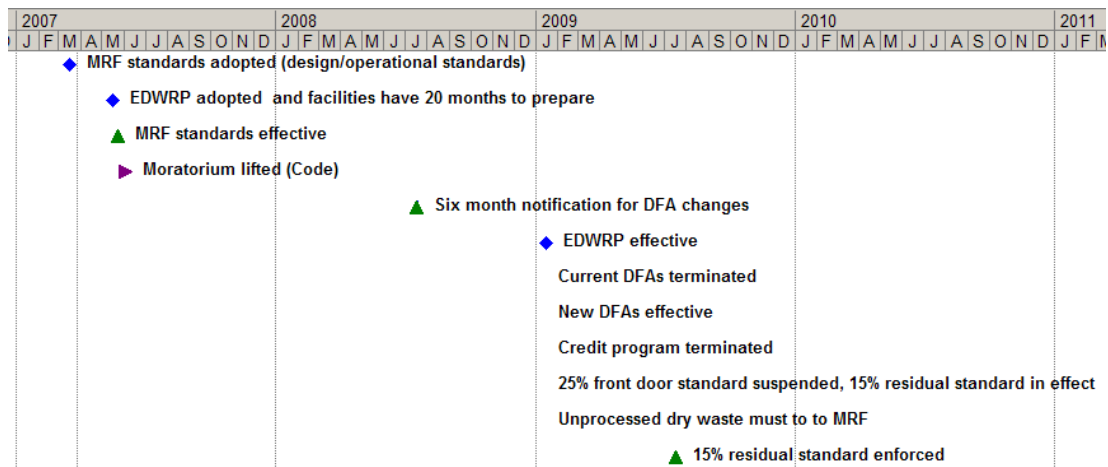 2007 2008 2009 2010 2011
J F M A M J J A S O N D J F M A M J J A S O N D J F M A M J J A S O N D J F M A M J J A S O N D J F M
MRF standards adopted (design/operational standards)
EDWRP adopted and facilities have 20 months to prepare
MRF standards effective
Moratorium lifted (Code)
Six month notification for DFA changes
EDWRP effective
Current DFAs terminated
New DFAs effective
Credit program terminated
25% front door standard suspended, 15% residual standard in effect
Unprocessed dry waste must to to MRF
15% residual standard enforced